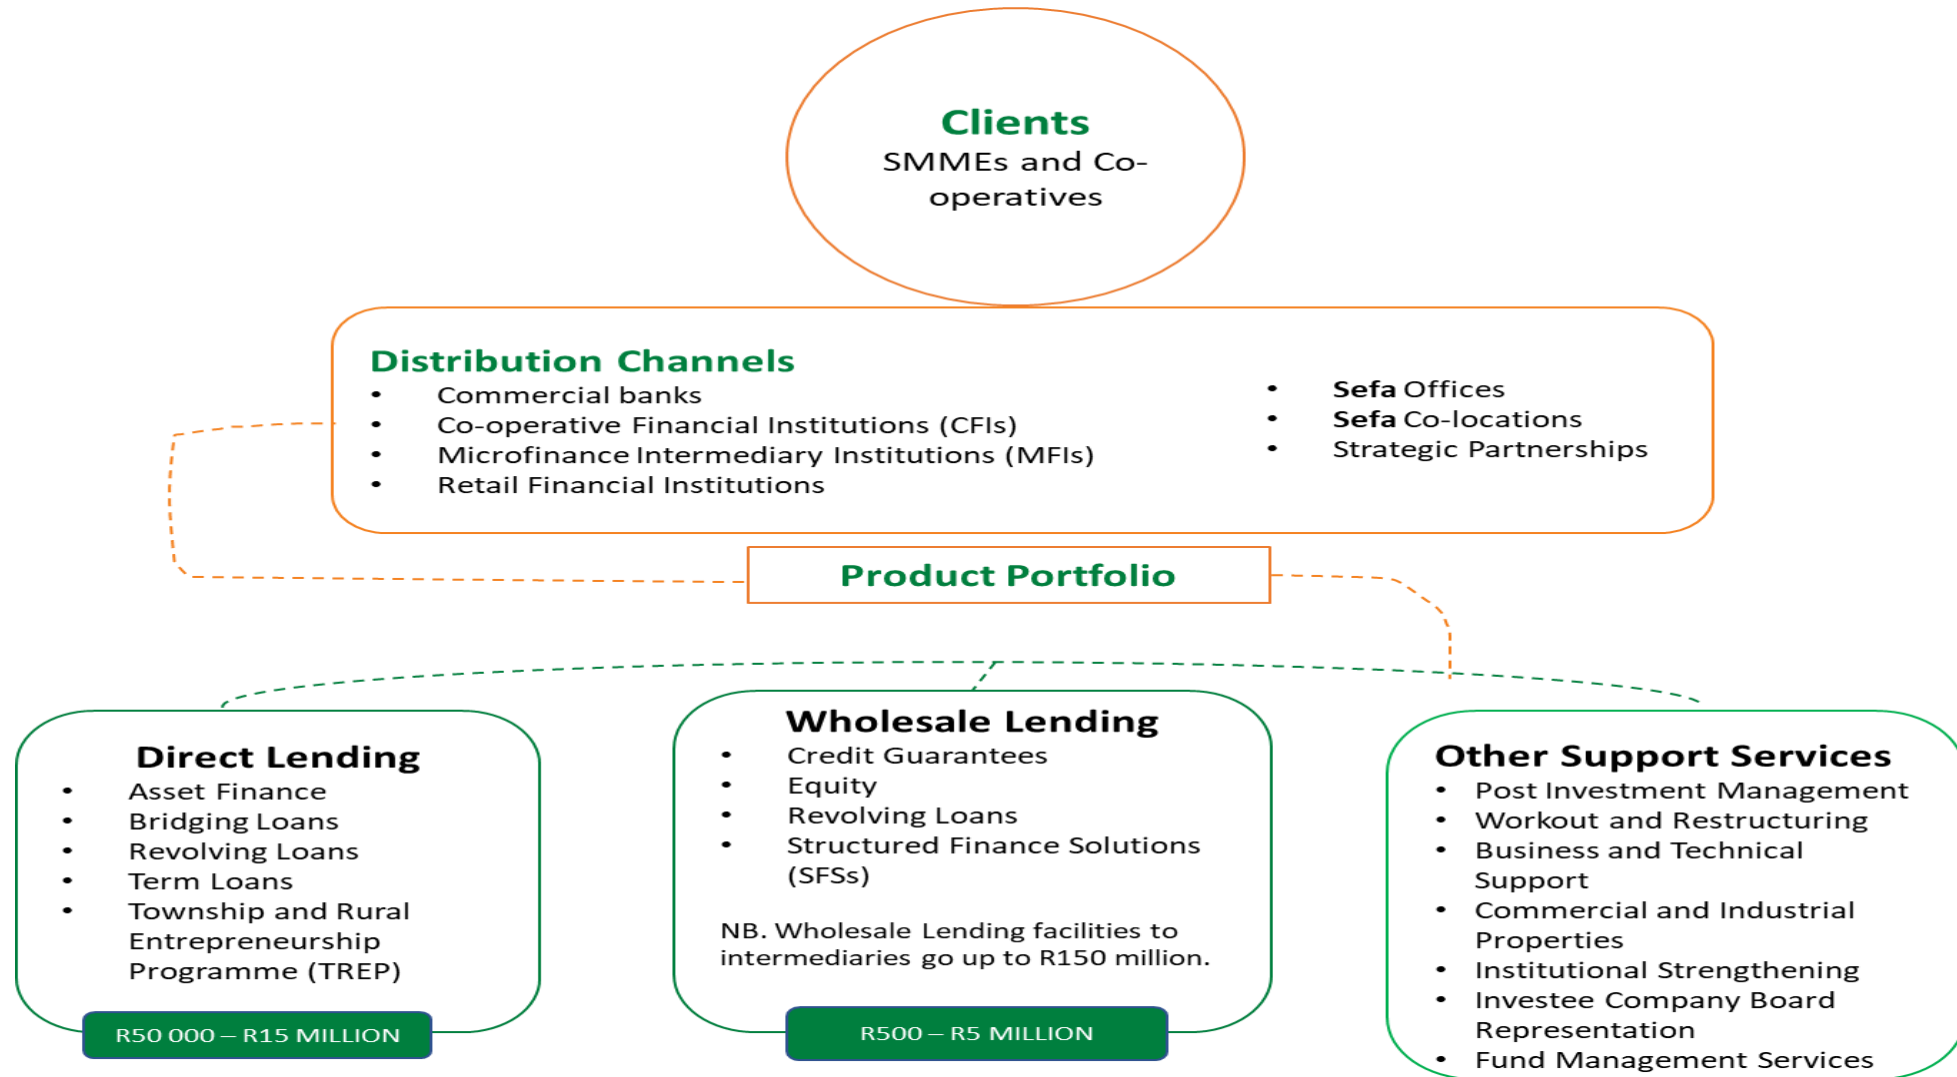 Clients
SMMEs and Co-
operatives
Distribution Channels
• Commercial banks
• Co-operative Financial Institutions (CFIs)
• Microfinance Intermediary Institutions (MFIs)
• Retail Financial Institutions
• Sefa Offices
• Sefa Co-locations
• Strategic Partnerships
Product Portfolio
Direct Lending
• Asset Finance
• Bridging Loans
• Revolving Loans
• Term Loans
• Township and Rural
Entrepreneurship
Programme (TREP)
R50 000 – R15 MILLION
Wholesale Lending
• Credit Guarantees
• Equity
• Revolving Loans
• Structured Finance Solutions
(SFSs)
NB. Wholesale Lending facilities to
intermediaries go up to R150 million.
R500 – R5 MILLION
Other Support Services
• Post Investment Management
• Workout and Restructuring
• Business and Technical
Support
• Commercial and Industrial
Properties
• Institutional Strengthening
• Investee Company Board
Representation
• Fund Management Services